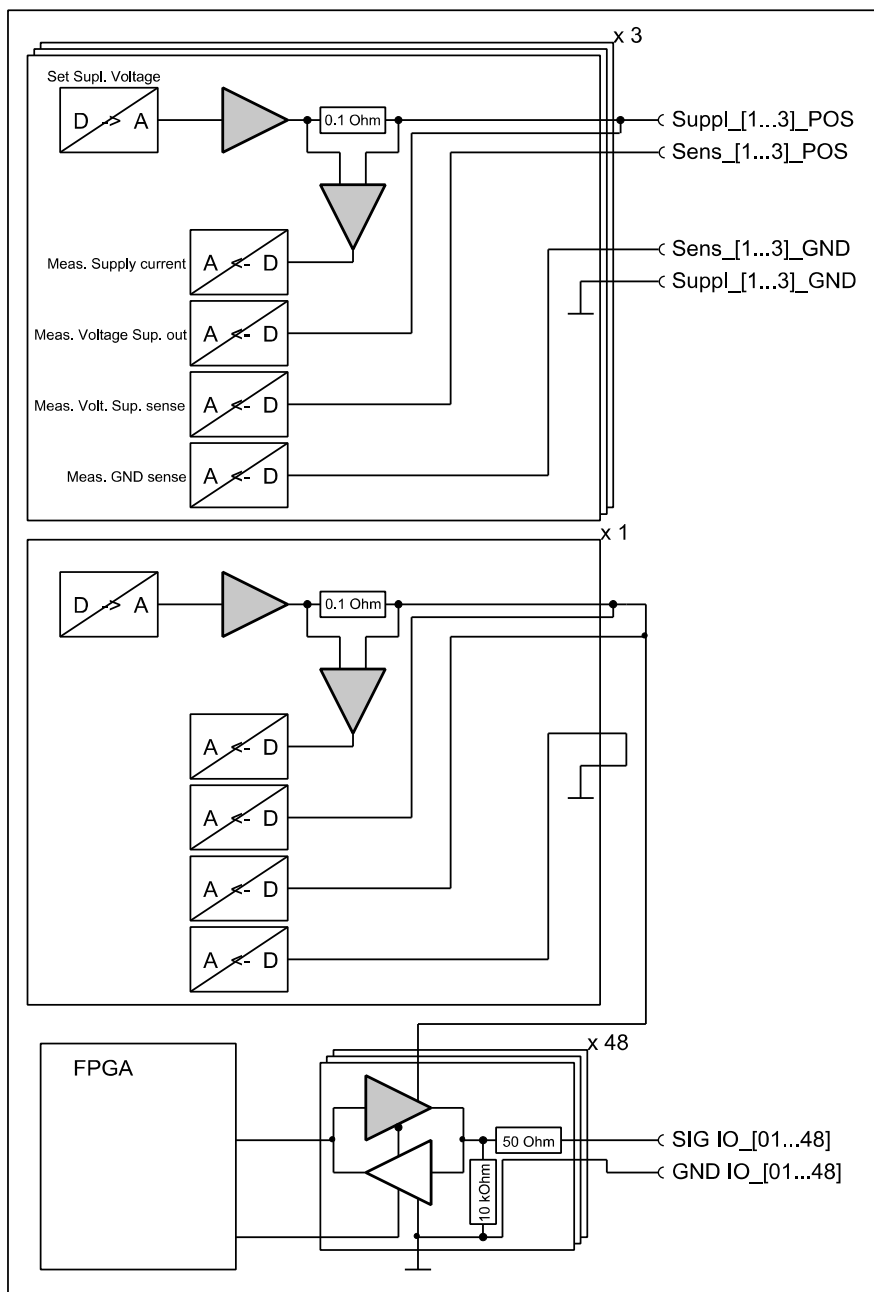 x 3
Set Supl. Voltage
D -> A
0.1 Ohm
Suppl_[1...3]_POS
Sens_[1...3]_POS
Meas. Supply current
A <- D
Sens_[1...3]_GND
Suppl_[1...3]_GND
Meas. Voltage Sup. out
A <- D
Meas. Volt. Sup. sense
A <- D
Meas. GND sense
A <- D
x 1
D -> A
0.1 Ohm
A <- D
A <- D
A <- D
A <- D
FPGA
x 48
50 Ohm
SIG IO_[01...48]
10 kOhm
GND IO_[01...48]